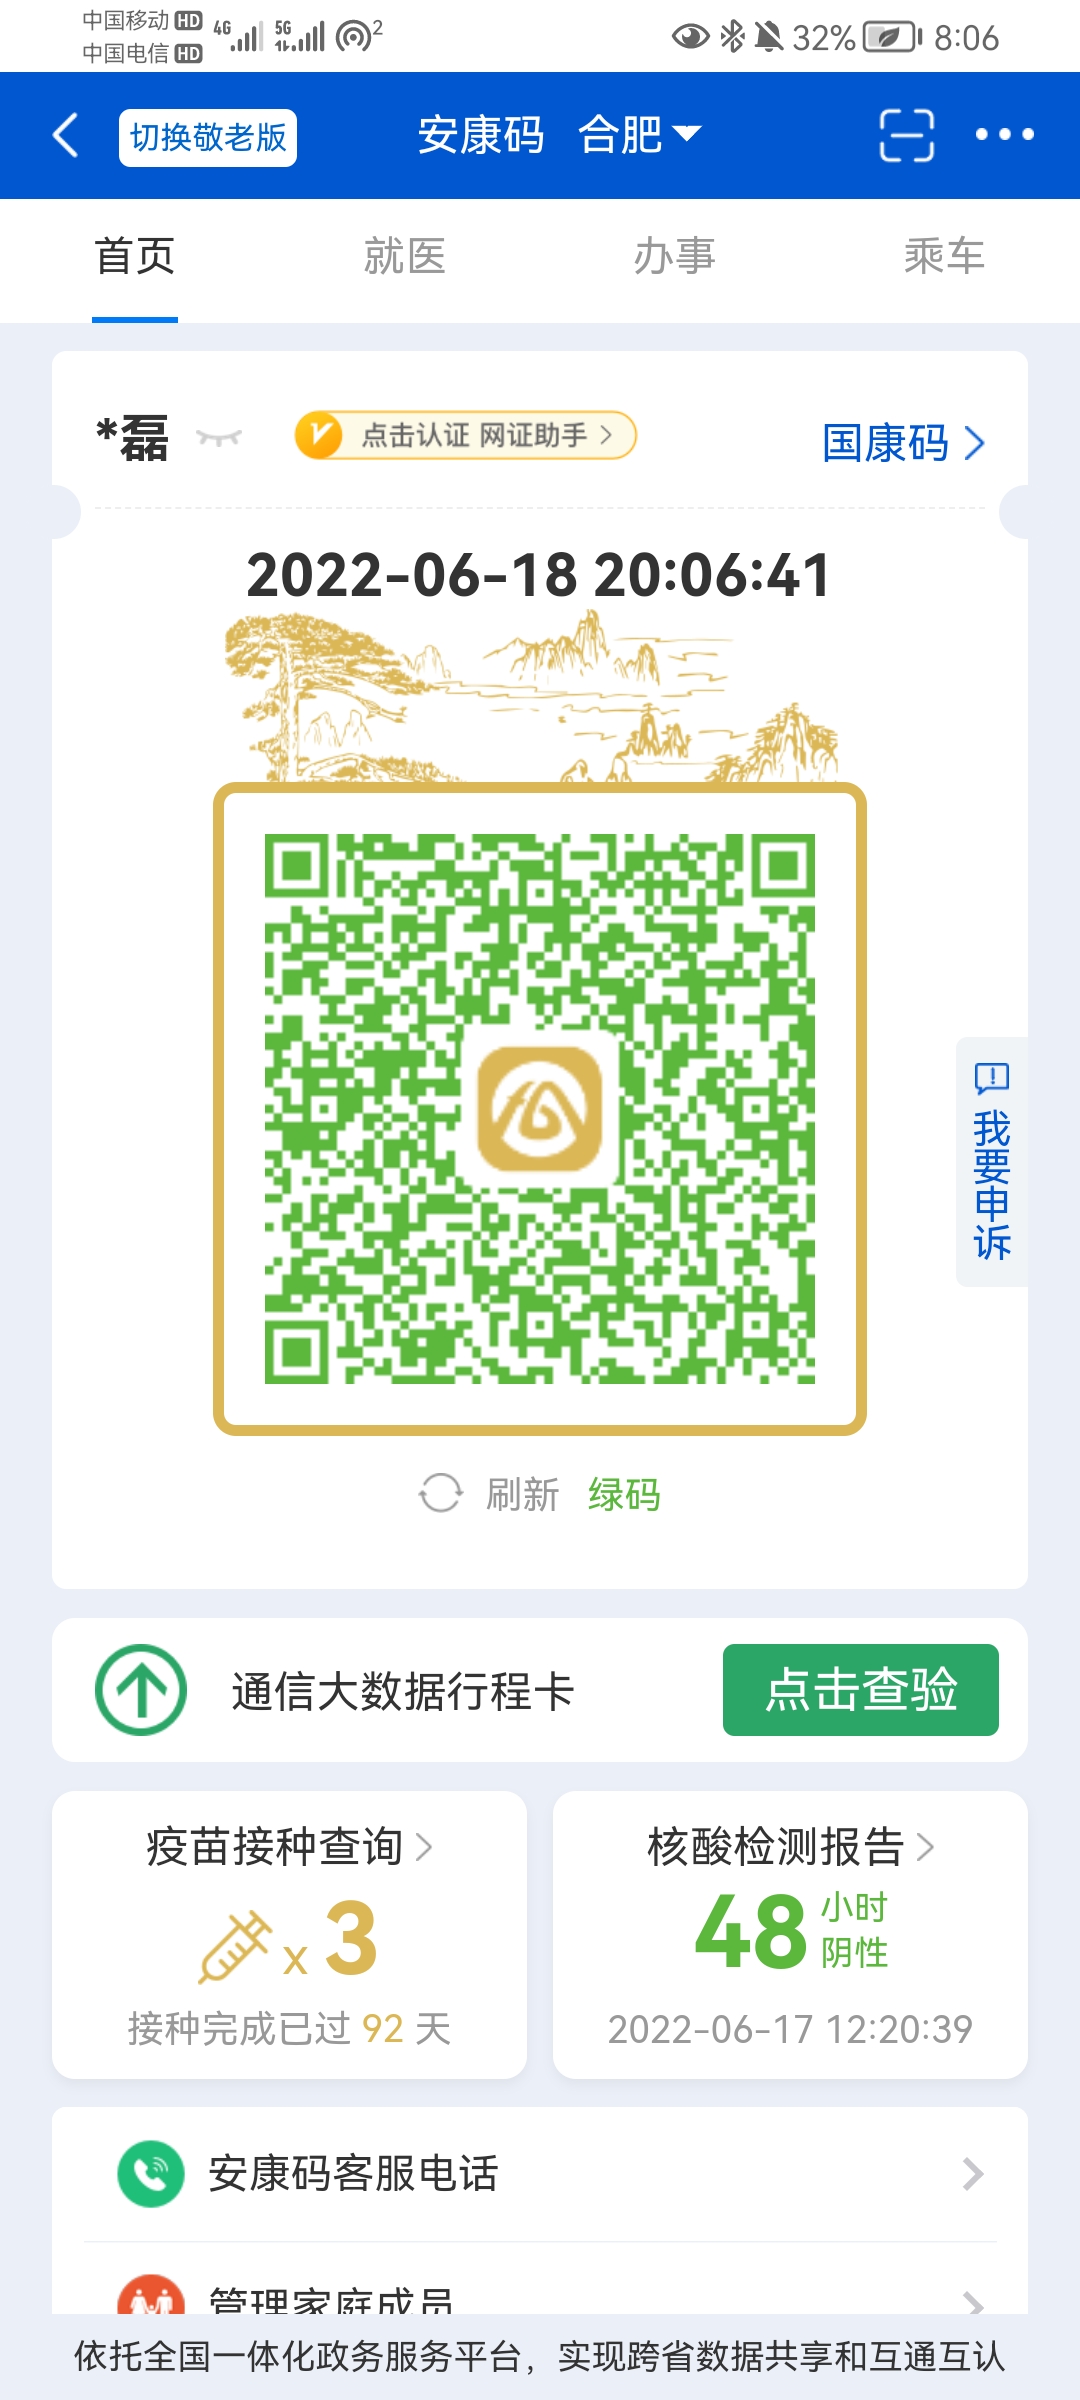 中国移动 HD 4G 5G 2
中国电信 HD
32% 8:06
切换敬老版 安康码 合肥
首页 就医 办事 乘车
*磊 点击认证 网证助手 国康码
2022-06-18 20:06:41
我要申诉
刷新 绿码
通信大数据行程卡 点击查验
疫苗接种查询
x 3
接种完成已过 92 天
核酸检测报告
48 小时
阴性
2022-06-17 12:20:39
安康码客服电话
管理家庭成员
依托全国一体化政务服务平台，实现跨省数据共享和互通互认